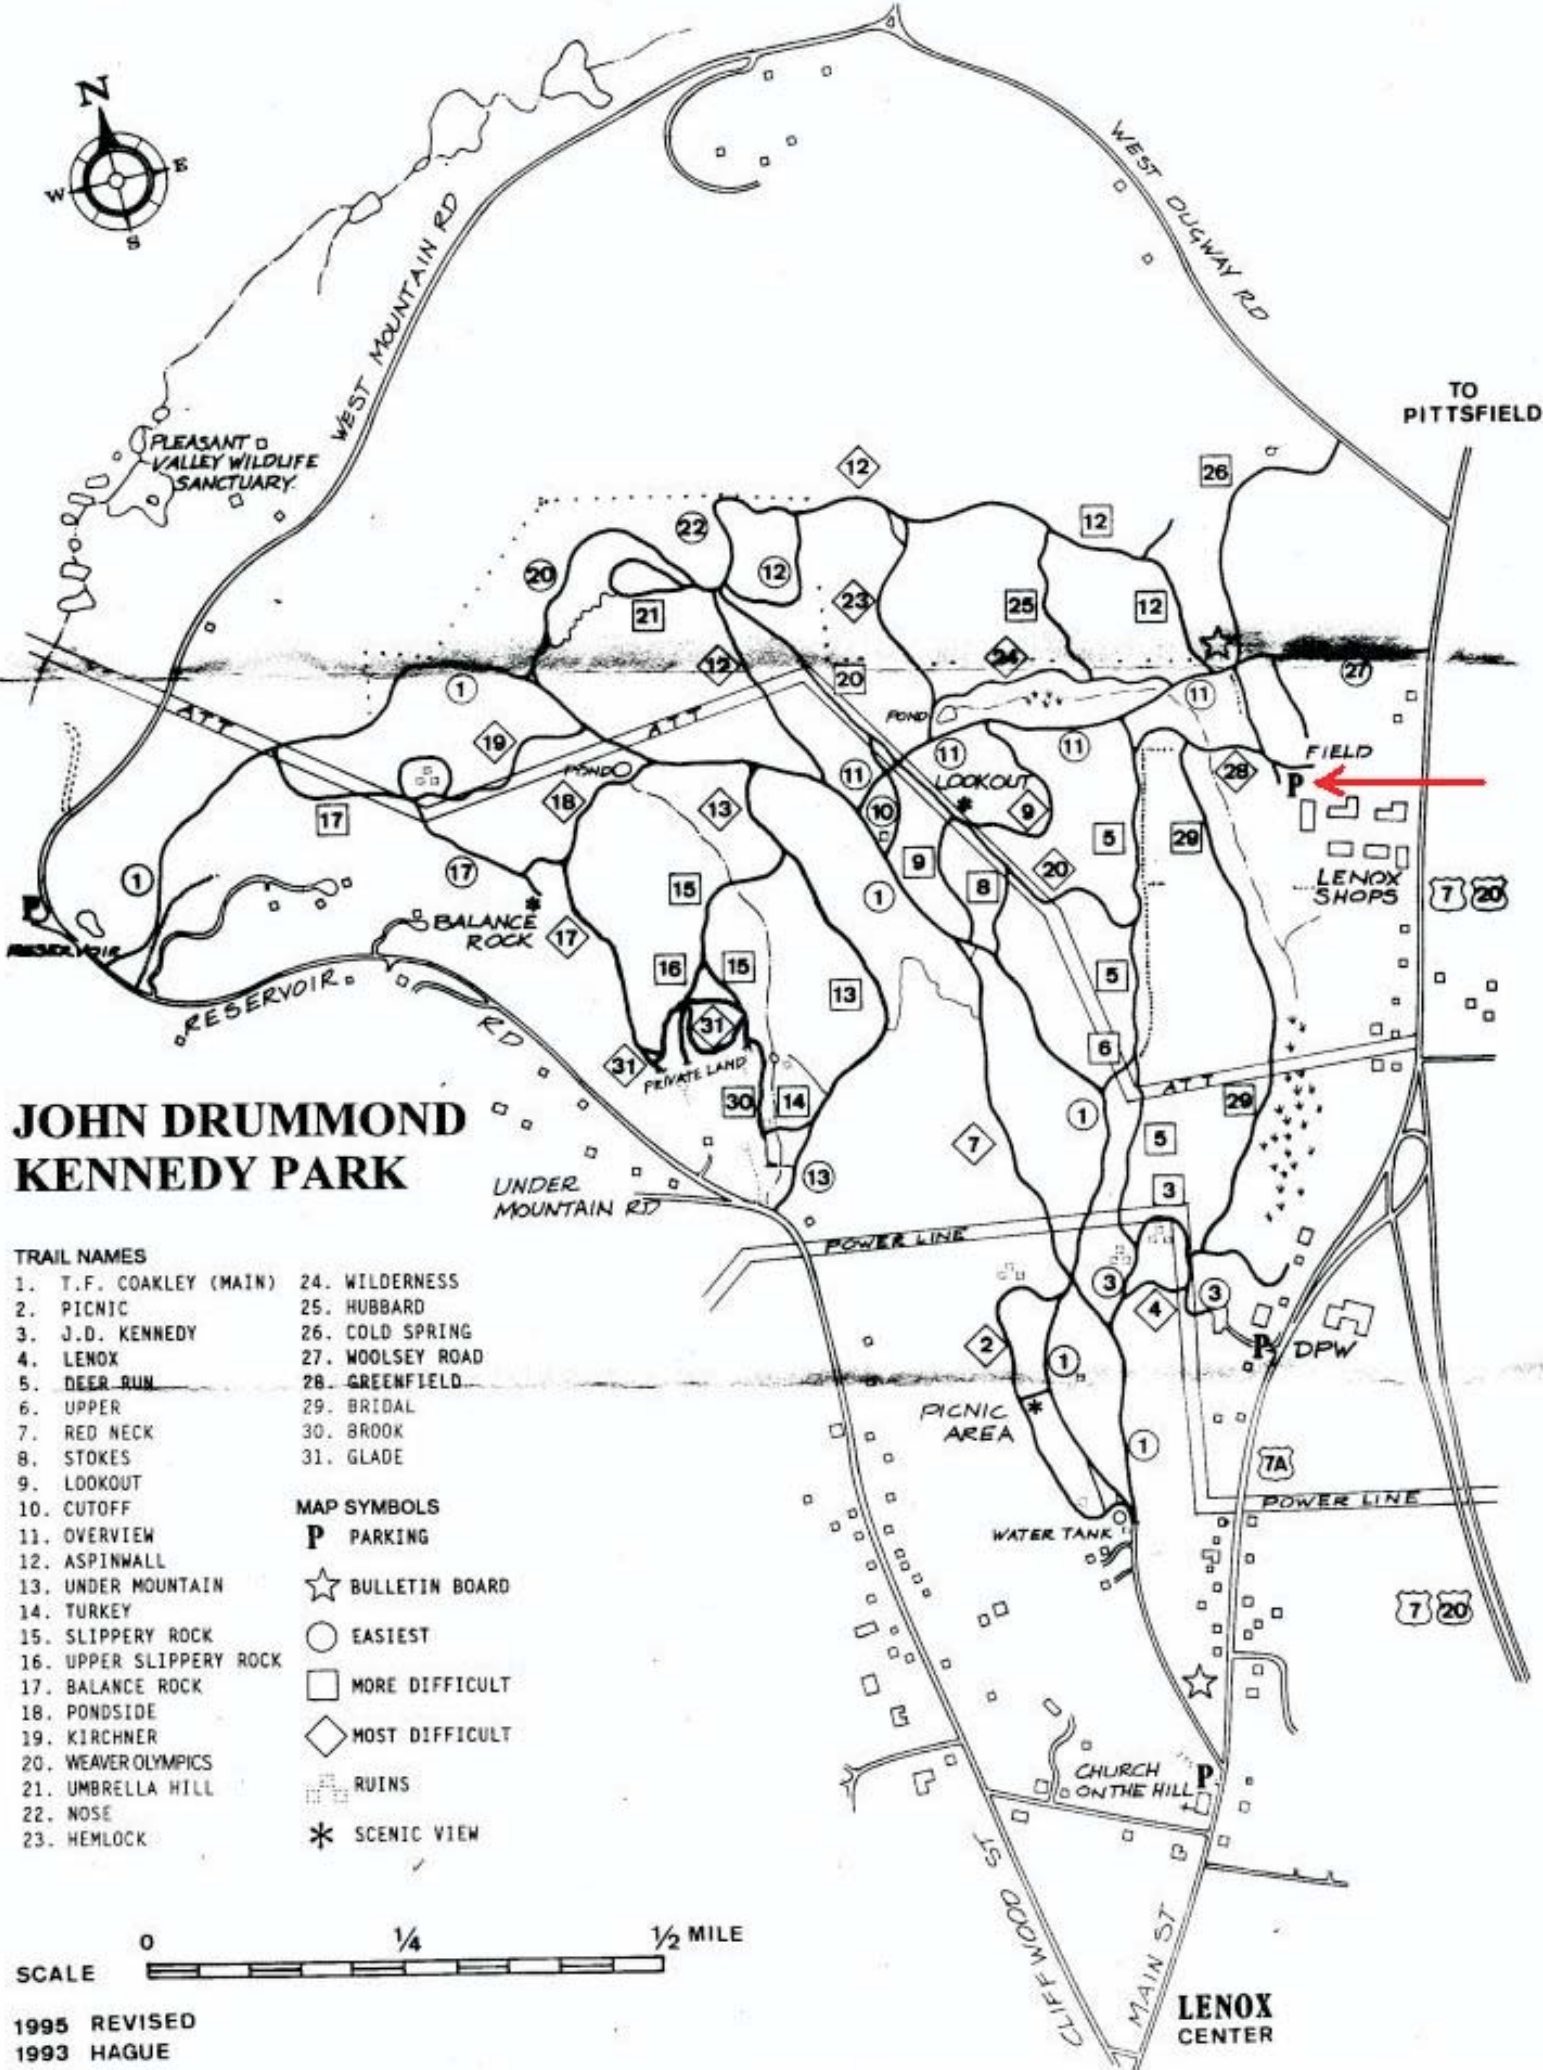 N
E
W
S
WEST MOUNTAIN RD
WEST DUGWAY RD
TO
PITTSFIELD
PLEASANT
VALLEY WILDLIFE
SANCTUARY
12
26
22
12
20
12
21
23
25
12
12
24
27
1
20
11
ATT
ATT
POND
19
11
11
FIELD
POND
11
LOOKOUT
28
P
18
13
10
9
17
5
29
9
20
LENOX
SHOPS
7 20
1
17
15
8
1
P
RESERVOIR
BALANCE
ROCK
17
16
15
5
13
RESERVOIR
RD
31
6
31
PRIVATE LAND
ATT
30
14
29
1
7
5
JOHN DRUMMOND
KENNEDY PARK
UNDER
MOUNTAIN RD
13
3
POWER LINE
3
3
4
2
P
DPW
1
PICNIC
AREA
1
7A
POWER LINE
WATER TANK
7 20
CHURCH
ON THE HILL
P
CLIFFWOOD ST
MAIN ST
LENOX
CENTER
TRAIL NAMES
1. T.F. COAKLEY (MAIN)
2. PICNIC
3. J.D. KENNEDY
4. LENOX
5. DEER RUN
6. UPPER
7. RED NECK
8. STOKES
9. LOOKOUT
10. CUTOFF
11. OVERVIEW
12. ASPINWALL
13. UNDER MOUNTAIN
14. TURKEY
15. SLIPPERY ROCK
16. UPPER SLIPPERY ROCK
17. BALANCE ROCK
18. PONDSIDE
19. KIRCHNER
20. WEAVER OLYMPICS
21. UMBRELLA HILL
22. NOSE
23. HEMLOCK
24. WILDERNESS
25. HUBBARD
26. COLD SPRING
27. WOOLSEY ROAD
28. GREENFIELD
29. BRIDAL
30. BROOK
31. GLADE
MAP SYMBOLS
P PARKING
BULLETIN BOARD
EASIEST
MORE DIFFICULT
MOST DIFFICULT
RUINS
SCENIC VIEW
0 1/4 1/2 MILE
SCALE
1995 REVISED
1993 HAGUE